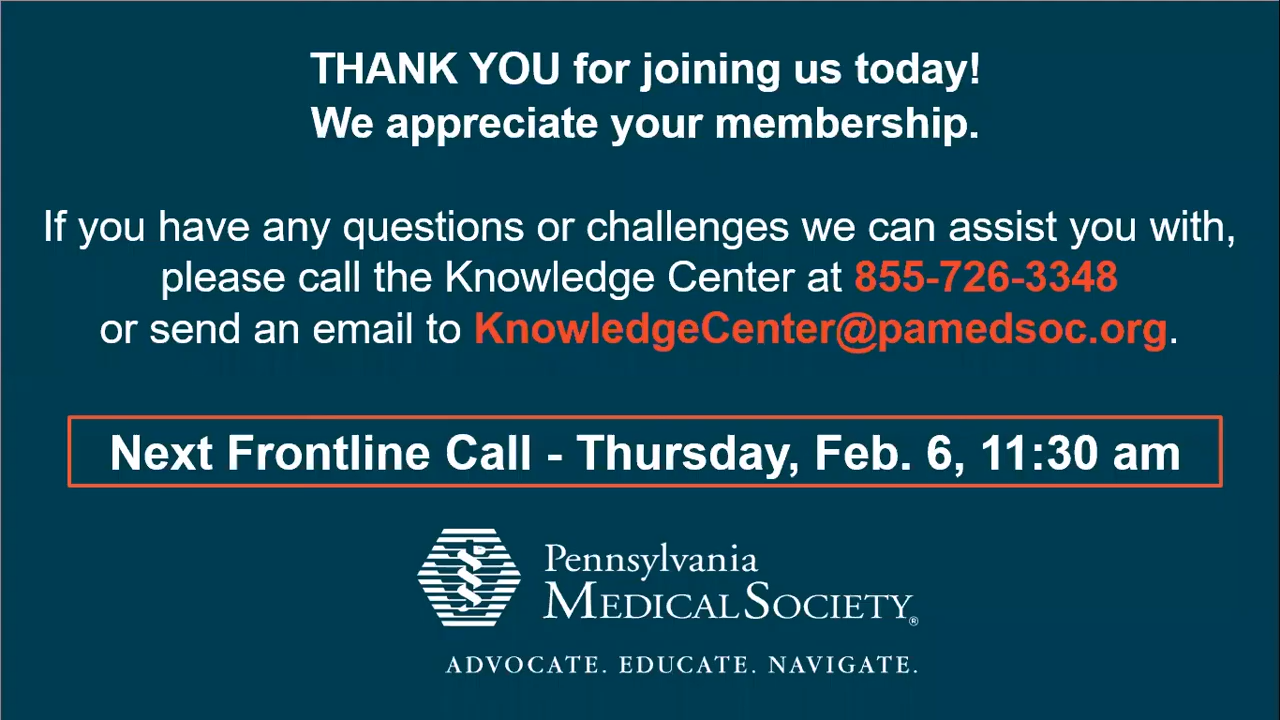 THANK YOU for joining us today!
We appreciate your membership.
If you have any questions or challenges we can assist you with,
please call the Knowledge Center at 855-726-3348
or send an email to KnowledgeCenter@pamedsoc.org.
Next Frontline Call - Thursday, Feb. 6, 11:30 am
Pennsylvania
MEDICAL SOCIETY®
ADVOCATE. EDUCATE. NAVIGATE.